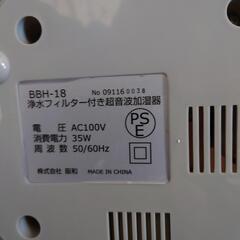 BBH-18 No 091160038
浄水フィルター付き超音波加湿器
電圧 AC100V
消費電力 35W
周波数 50/60Hz
PSE
株式会社 阪和 MADE IN CHINA